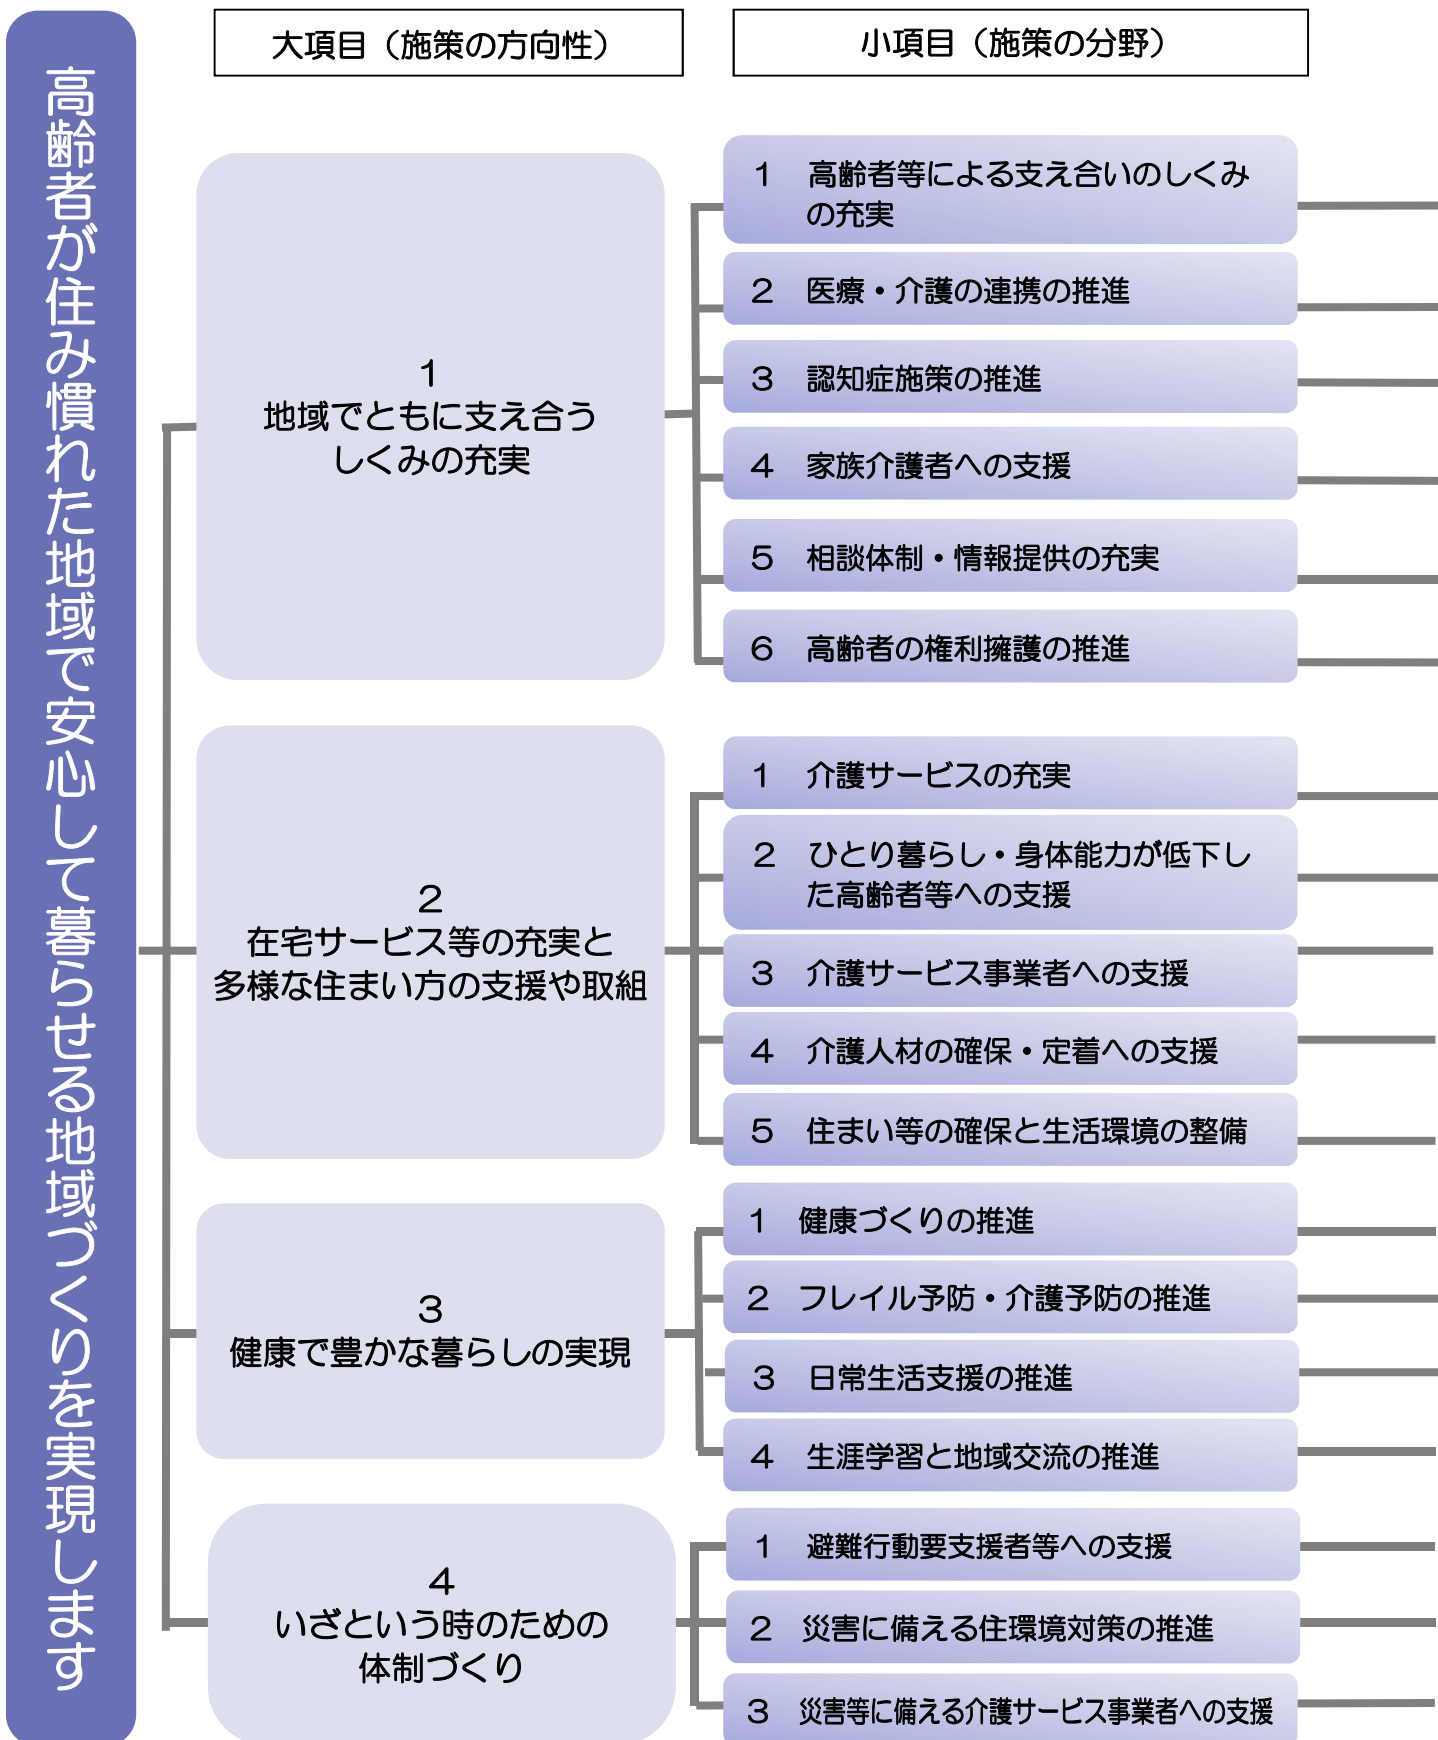 高齢者が住み慣れた地域で安心して暮らせる地域づくりを実現します
大項目（施策の方向性）
小項目（施策の分野）
1
地域でともに支え合う
しくみの充実
1　高齢者等による支え合いのしくみ
の充実
2　医療・介護の連携の推進
3　認知症施策の推進
4　家族介護者への支援
5　相談体制・情報提供の充実
6　高齢者の権利擁護の推進
2
在宅サービス等の充実と
多様な住まい方の支援や取組
1　介護サービスの充実
2　ひとり暮らし・身体能力が低下し
た高齢者等への支援
3　介護サービス事業者への支援
4　介護人材の確保・定着への支援
5　住まい等の確保と生活環境の整備
3
健康で豊かな暮らしの実現
1　健康づくりの推進
2　フレイル予防・介護予防の推進
3　日常生活支援の推進
4　生涯学習と地域交流の推進
4
いざという時のための
体制づくり
1　避難行動要支援者等への支援
2　災害に備える住環境対策の推進
3　災害等に備える介護サービス事業者への支援